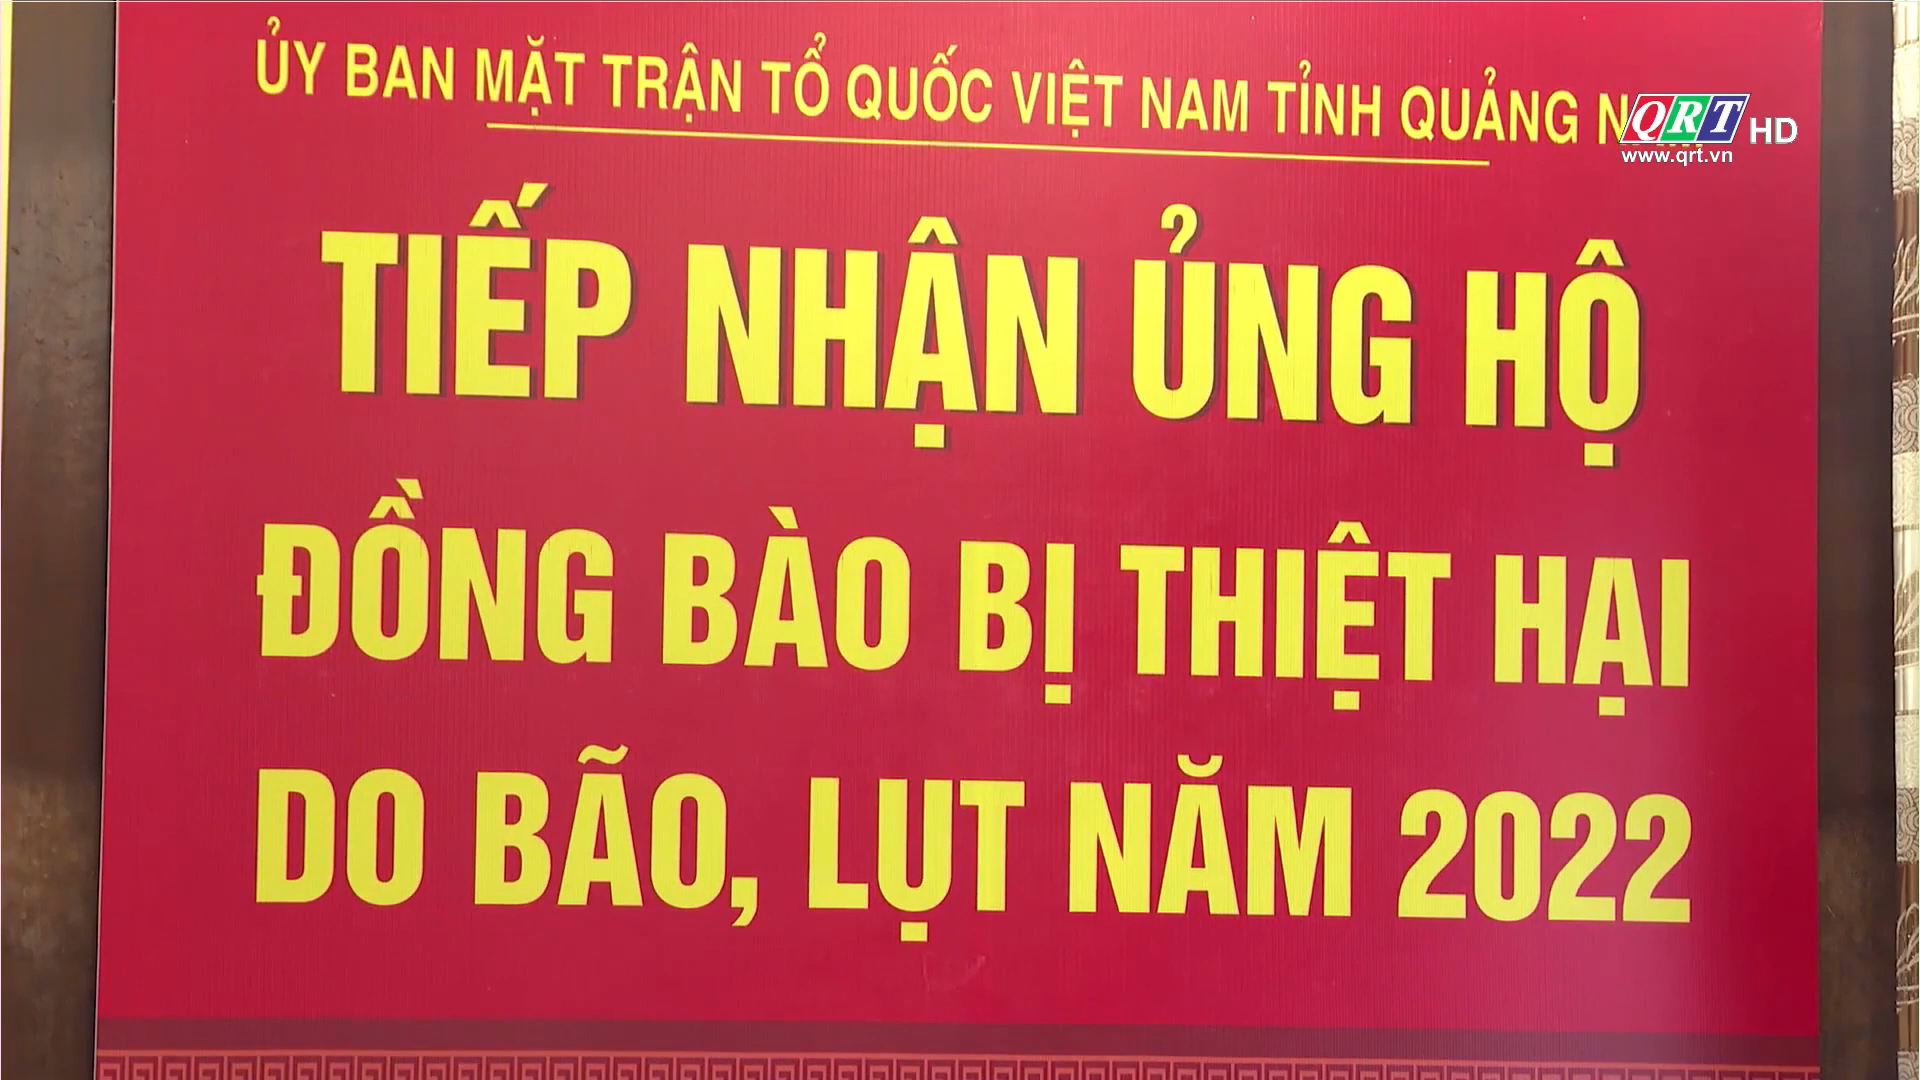 ỦY BAN MẶT TRẬN TỔ QUỐC VIỆT NAM TỈNH QUẢNG
QRT HD
www.qrt.vn
TIẾP NHẬN ỦNG HỘ
ĐỒNG BÀO BỊ THIỆT HẠI
DO BÃO, LỤT NĂM 2022